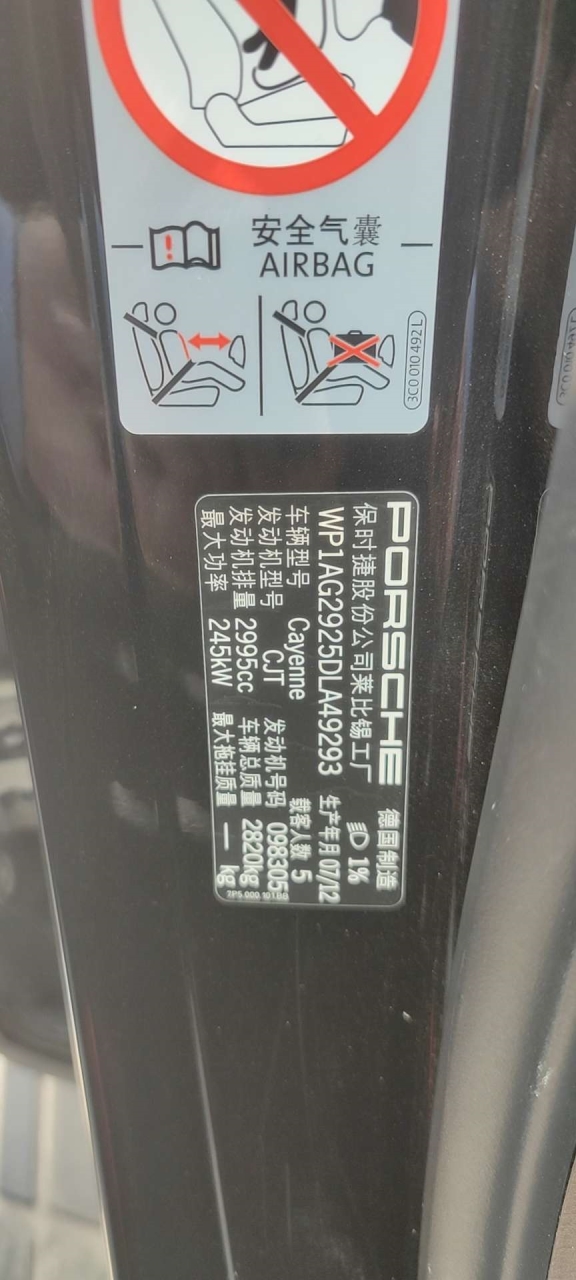 安全气囊
AIRBAG
3C0 010 492 L
PORSCHE 德国制造
保时捷股份公司莱比锡工厂 1%
WP1AG2925DLA49293 生产年月 07/12
车辆型号 Cayenne 载客人数 5
发动机型号 CJT 发动机号码 098305
发动机排量 2995cc 车辆总质量 2820kg
最大功率 245kW 最大拖挂质量 — kg